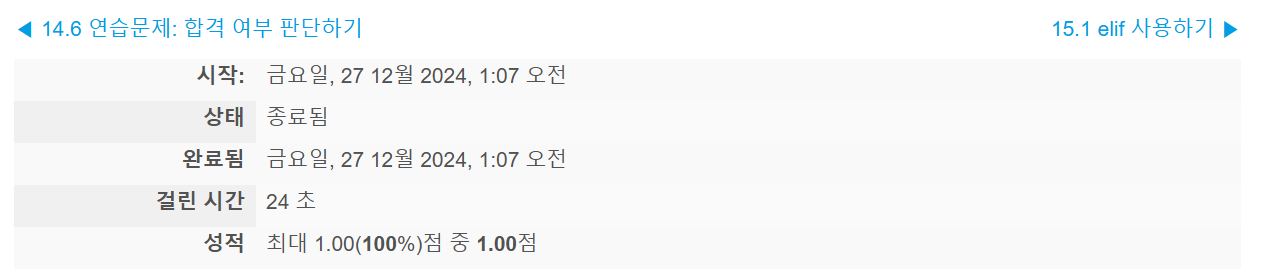 ◀ 14.6 연습문제: 합격 여부 판단하기 15.1 elif 사용하기 ▶
시작: 금요일, 27 12월 2024, 1:07 오전
상태 종료됨
완료됨 금요일, 27 12월 2024, 1:07 오전
걸린 시간 24 초
성적 최대 1.00(100%)점 중 1.00점